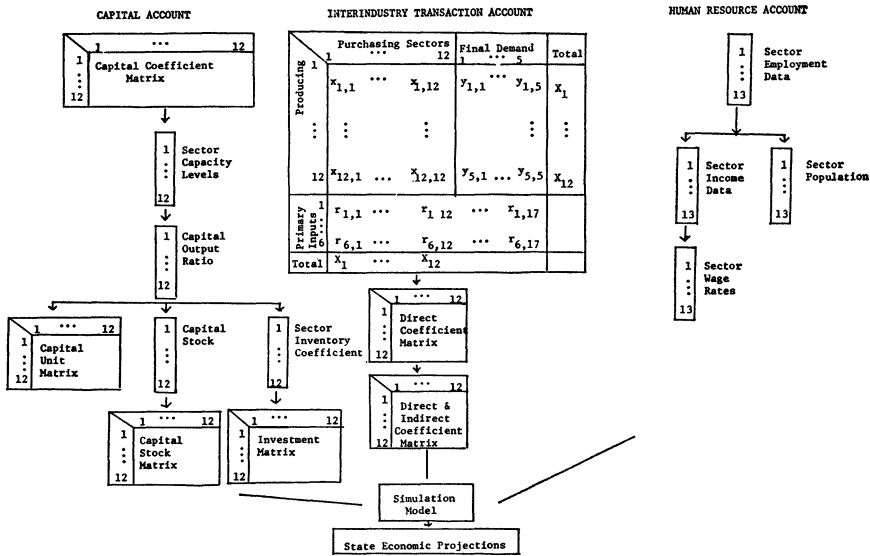 CAPITAL ACCOUNT
1 ... 12
1
12
Capital Coefficient
Matrix
1
12
Sector
Capacity
Levels
1
12
Capital
Output
Ratio
1 ... 12
1
12
Capital
Unit
Matrix
1
12
Capital
Stock
1
12
Sector
Inventory
Coefficient
1 ... 12
1
12
Capital
Stock
Matrix
1 ... 12
1
12
Investment
Matrix
INTERINDUSTRY TRANSACTION ACCOUNT
Purchasing Sectors
1 ... 12
Final Demand
1 ... 5
Total
Producing
1 x1,1 ... x1,12 y1,1 ... y1,5 X1
12 x12,1 ... x12,12 y5,1 ... y5,5 X12
Primary
Inputs
1 r1,1 ... r1 12 ... r1,17
6 r6,1 ... r6,12 ... r6,17
Total X1 ... X12
1 ... 12
1
12
Direct
Coefficient
Matrix
1 ... 12
1
12
Direct &
Indirect
Coefficient
Matrix
HUMAN RESOURCE ACCOUNT
1
13
Sector
Employment
Data
1
13
Sector
Income
Data
1
13
Sector
Population
1
13
Sector
Wage
Rates
Simulation
Model
State Economic Projections